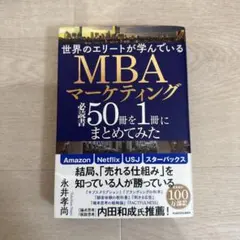 世界のエリートが学んでいる
MBA
マーケティング
必読書
50冊を1冊に
まとめてみた
Amazon Netflix USJ スターバックス
結局、「売れる仕組み」を
知っている人が勝っている
永井孝尚
100
万部
内田和成氏推薦!